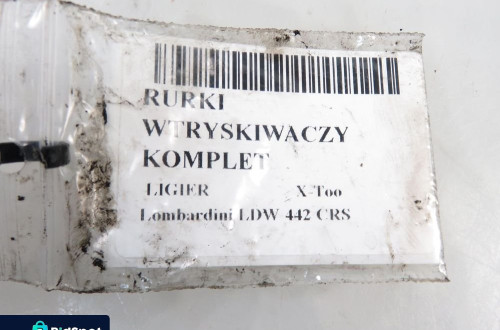 RURKI
WTRYSKIWACZY
KOMPLET
LIGIER X-Too
Lombardini LDW 442 CRS